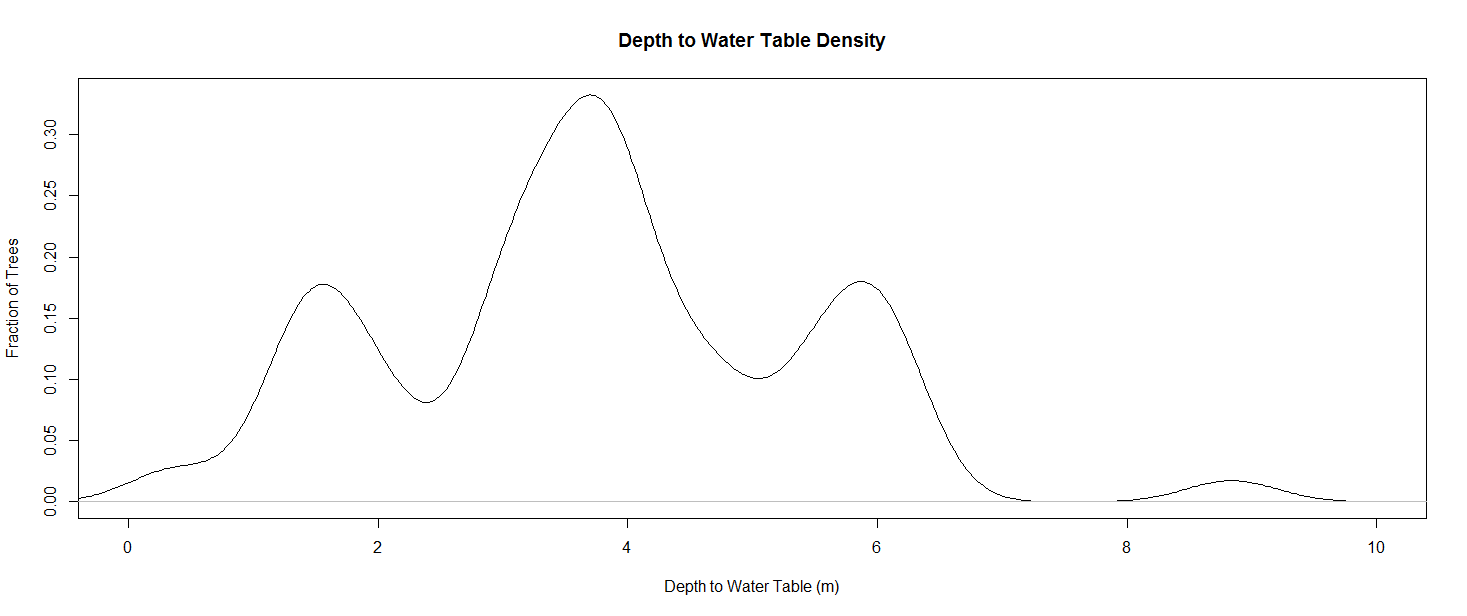 Depth to Water Table Density
Fraction of Trees
0.30
0.25
0.20
0.15
0.10
0.05
0.00
0 2 4 6 8 10
Depth to Water Table (m)